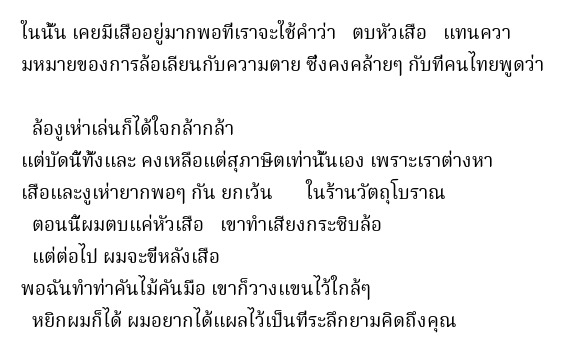 ในนั้น เคยมีเสืออยู่มากพอที่เราจะใช้คำว่า   ตบหัวเสือ   แทนควา
มหมายของการล้อเลียนกับความตาย ซึ่งคงคล้ายๆ กับที่คนไทยพูดว่า
ล้องูเห่าเล่นก็ได้ใจกล้ากล้า
แต่บัดนี้ทั้งและ คงเหลือแต่สุภาษิตเท่านั้นเอง เพราะเราต่างหา
เสือและงูเห่ายากพอๆ กัน ยกเว้น      ในร้านวัตถุโบราณ
ตอนนี้ผมตบแค่หัวเสือ   เขาทำเสียงกระซิบล้อ
แต่ต่อไป ผมจะขี่หลังเสือ
พอฉันทำท่าคันไม้คันมือ เขาก็วางแขนไว้ใกล้ๆ
หยิกผมก็ได้ ผมอยากได้แผลไว้เป็นที่ระลึกยามคิดถึงคุณ